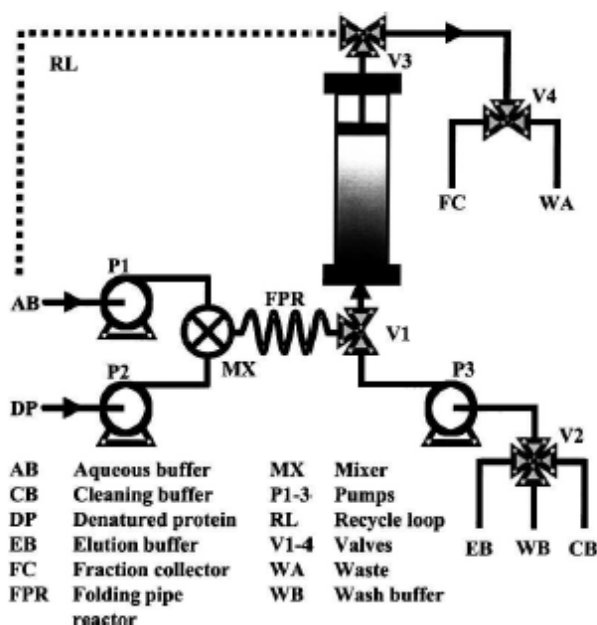 RL
V3
V4
FC
WA
P1
AB
FPR
MX
V1
P2
DP
P3
V2
EB
WB
CB
AB Aqueous buffer MX Mixer
CB Cleaning buffer P1-3 Pumps
DP Denatured protein RL Recycle loop
EB Elution buffer V1-4 Valves
FC Fraction collector WA Waste
FPR Folding pipe WB Wash buffer
reactor